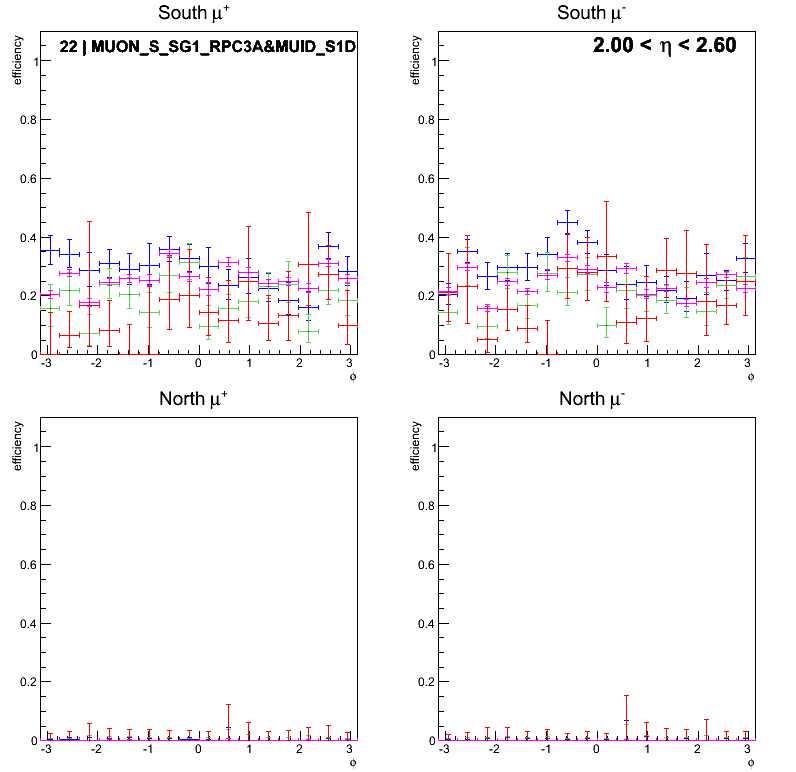 South μ+
South μ-
efficiency
22 | MUON_S_SG1_RPC3A&MUID_S1D
efficiency
2.00 < η < 2.60
1
0.8
0.6
0.4
0.2
0
-3 -2 -1 0 1 2 3
φ
1
0.8
0.6
0.4
0.2
0
-3 -2 -1 0 1 2 3
φ
North μ+
North μ-
efficiency
1
0.8
0.6
0.4
0.2
0
-3 -2 -1 0 1 2 3
φ
efficiency
1
0.8
0.6
0.4
0.2
0
-3 -2 -1 0 1 2 3
φ